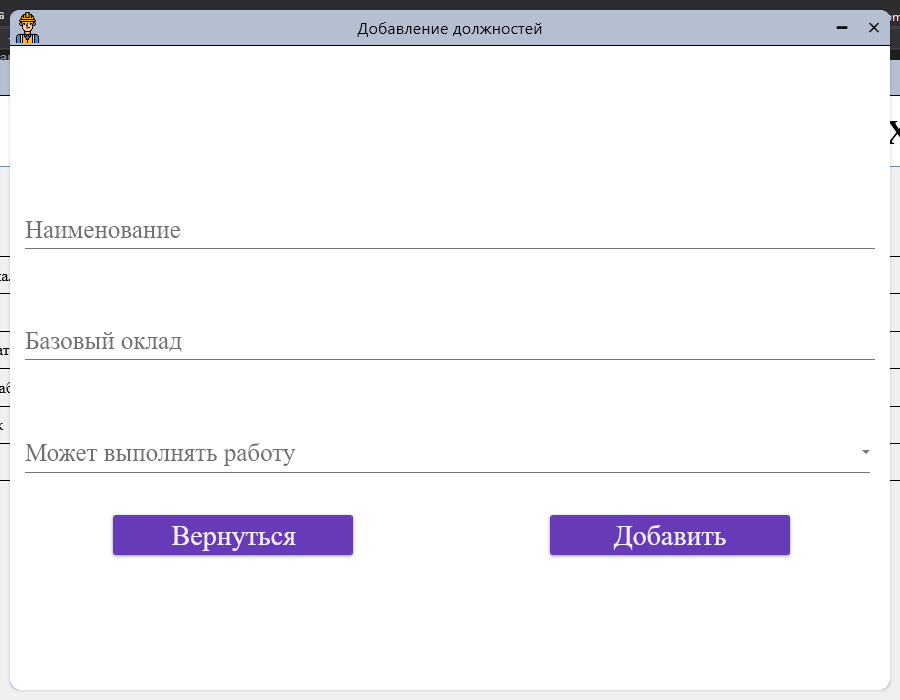 Добавление должностей
Наименование
Базовый оклад
Может выполнять работу
Вернуться
Добавить